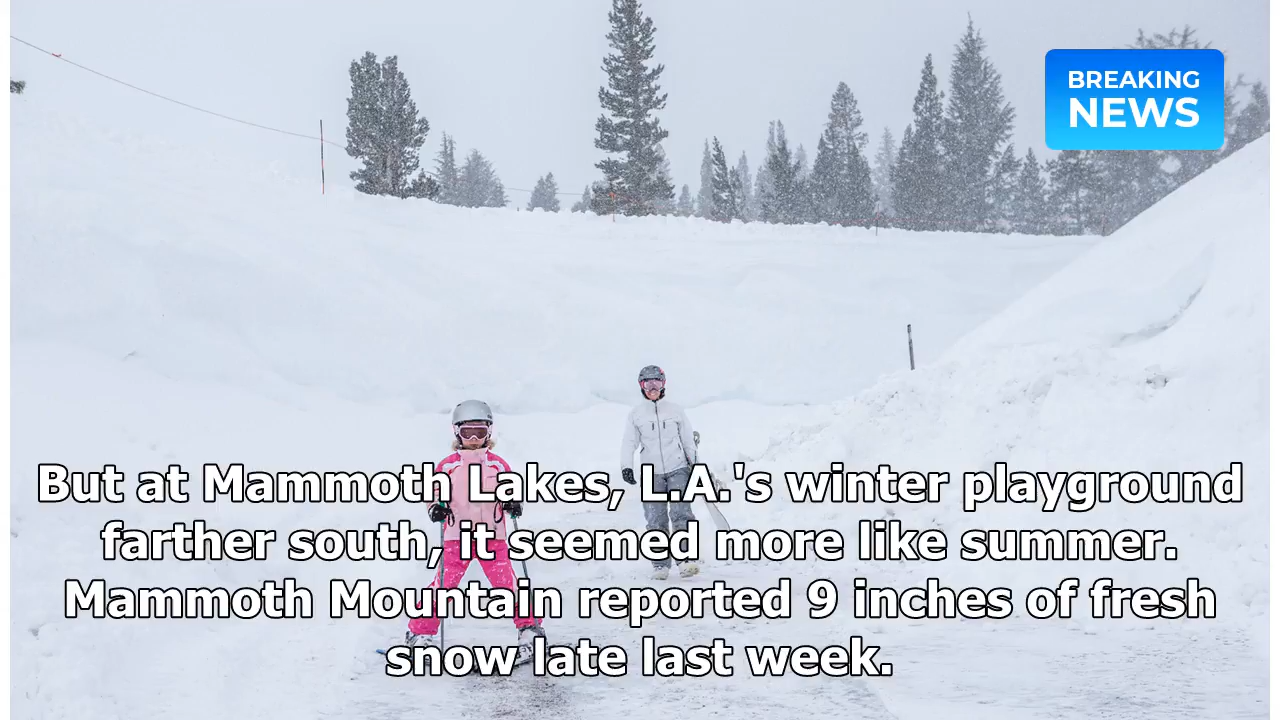 BREAKING
NEWS
But at Mammoth Lakes, L.A.'s winter playground
farther south, it seemed more like summer.
Mammoth Mountain reported 9 inches of fresh
snow late last week.